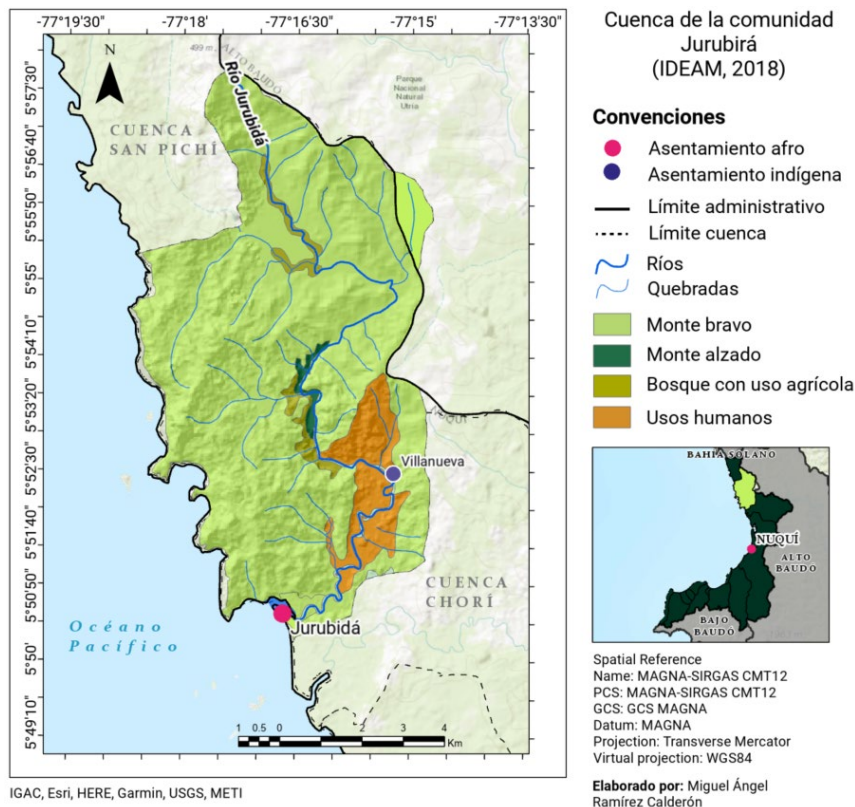 Cuenca de la comunidad
Jurubirá
(IDEAM, 2018)
-77°19'30"
-77°18'
-77°16'30"
-77°15'
-77°13'30"
5°57'30"
5°56'40"
5°55'50"
5°55'
5°54'10"
5°53'20"
5°52'30"
5°51'40"
5°50'50"
5°50'
5°49'10"
N
499 m, ALTO BAUDÓ
Río Jurubidá
Parque
Nacional
Natural
Utría
CUENCA
SAN PICHÍ
NUQUÍ
Villanueva
CUENCA
CHORÍ
Jurubidá
Océano
Pacífico
1 0.5 0 1 2 3 4
Km
Convenciones
Asentamiento afro
Asentamiento indígena
Límite administrativo
Límite cuenca
Ríos
Quebradas
Monte bravo
Monte alzado
Bosque con uso agrícola
Usos humanos
BAHÍA SOLANO
NUQUÍ
ALTO
BAUDÓ
BAJO
BAUDÓ
Spatial Reference
Name: MAGNA-SIRGAS CMT12
PCS: MAGNA-SIRGAS CMT12
GCS: GCS MAGNA
Datum: MAGNA
Projection: Transverse Mercator
Virtual projection: WGS84
Elaborado por: Miguel Ángel
Ramírez Calderón
IGAC, Esri, HERE, Garmin, USGS, METI